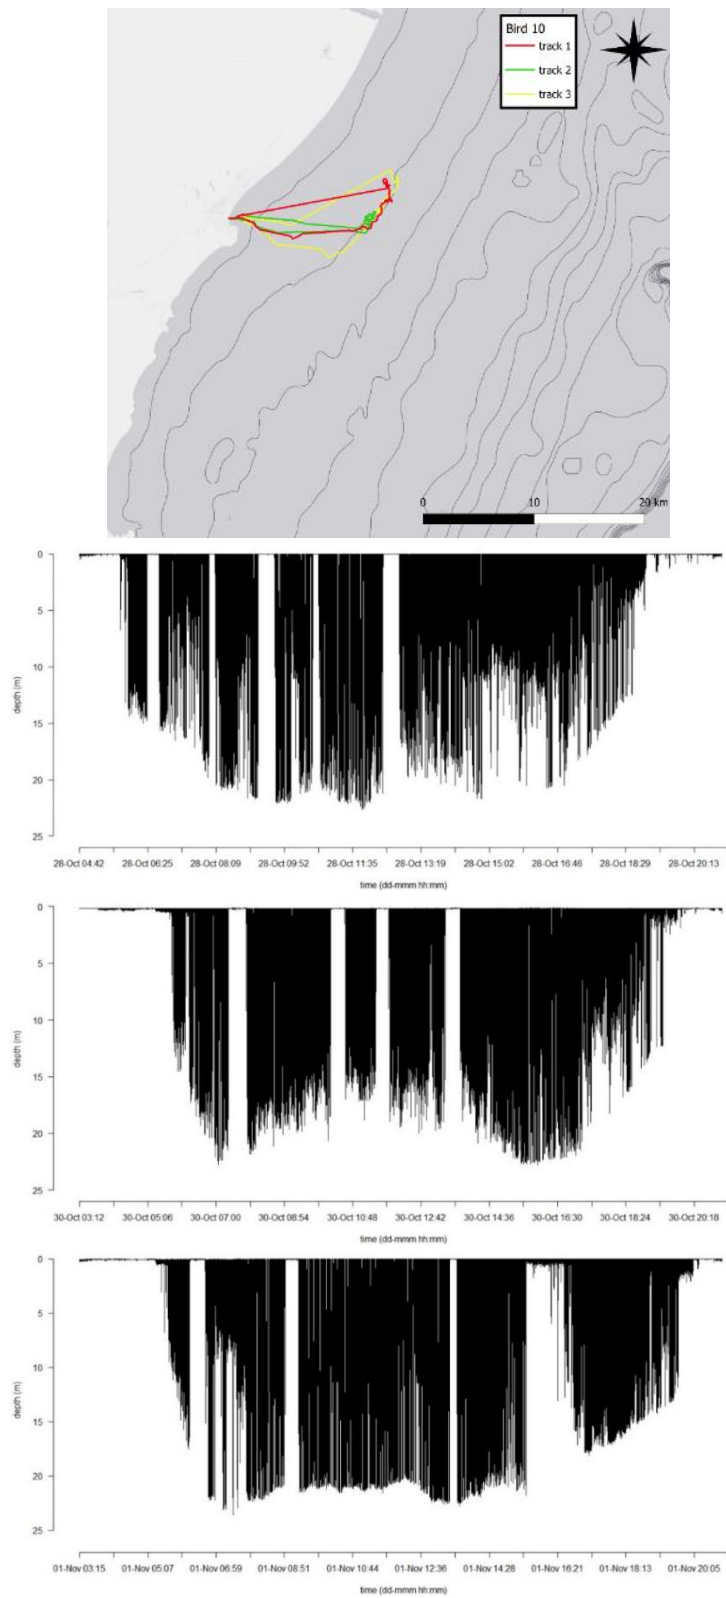 Bird 10
track 1
track 2
track 3
0 10 20 km
0
5
10
15
20
25
depth (m)
28-Oct 04:42 28-Oct 06:25 28-Oct 08:09 28-Oct 09:52 28-Oct 11:35 28-Oct 13:19 28-Oct 15:02 28-Oct 16:46 28-Oct 18:29 28-Oct 20:13
time (dd-mmm hh:mm)
0
5
10
15
20
25
depth (m)
30-Oct 03:12 30-Oct 05:06 30-Oct 07:00 30-Oct 08:54 30-Oct 10:48 30-Oct 12:42 30-Oct 14:36 30-Oct 16:30 30-Oct 18:24 30-Oct 20:18
time (dd-mmm hh:mm)
0
5
10
15
20
25
depth (m)
01-Nov 03:15 01-Nov 05:07 01-Nov 06:59 01-Nov 08:51 01-Nov 10:44 01-Nov 12:36 01-Nov 14:28 01-Nov 16:21 01-Nov 18:13 01-Nov 20:05
time (dd-mmm hh:mm)